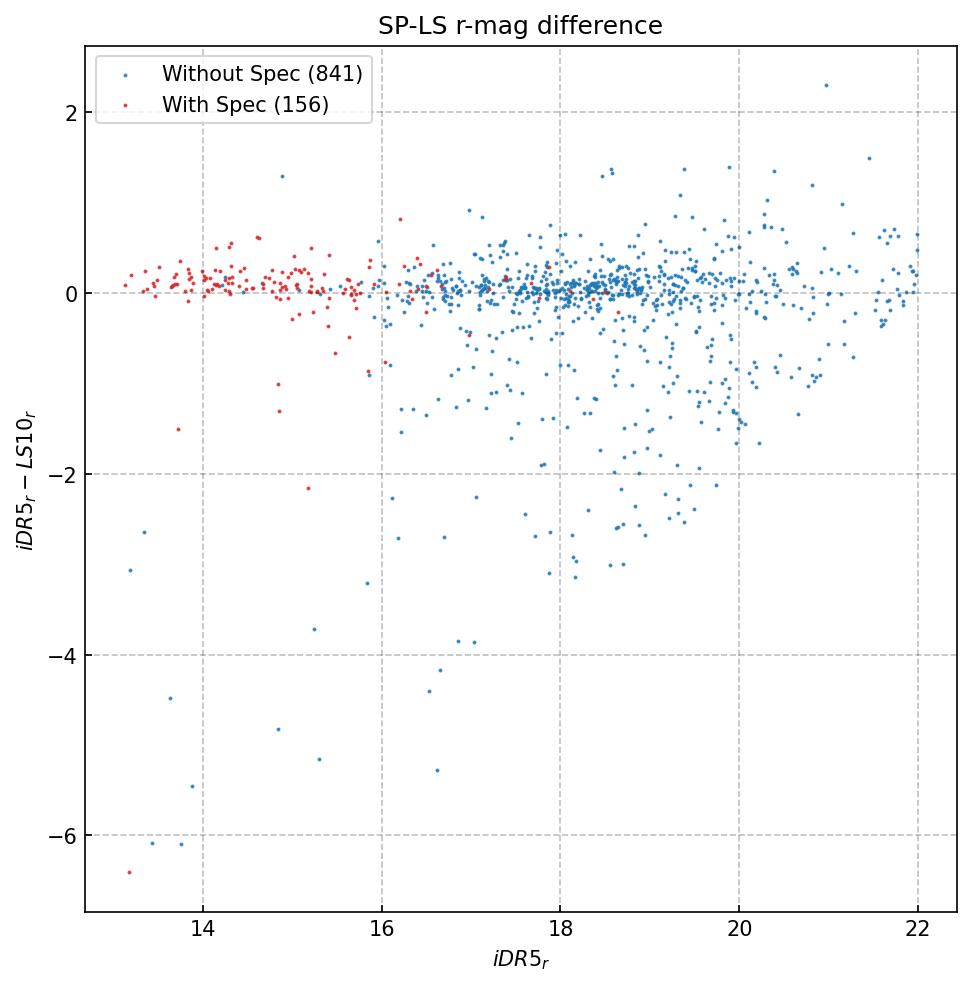 SP-LS r-mag difference
Without Spec (841)
With Spec (156)
2
0
−2
−4
−6
iDR5r − LS10r
14 16 18 20 22
iDR5r